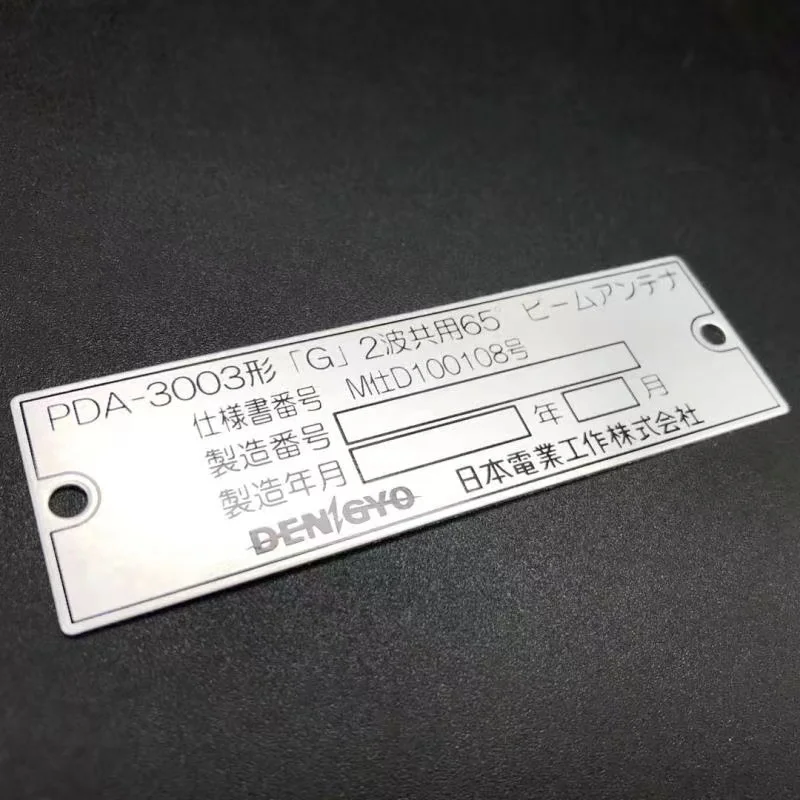 PDA-3003形「G」2波共用65°ビームアンテナ
仕様書番号 M仕D100108号
製造番号
製造年月 年 月
DENGYO 日本電業工作株式会社